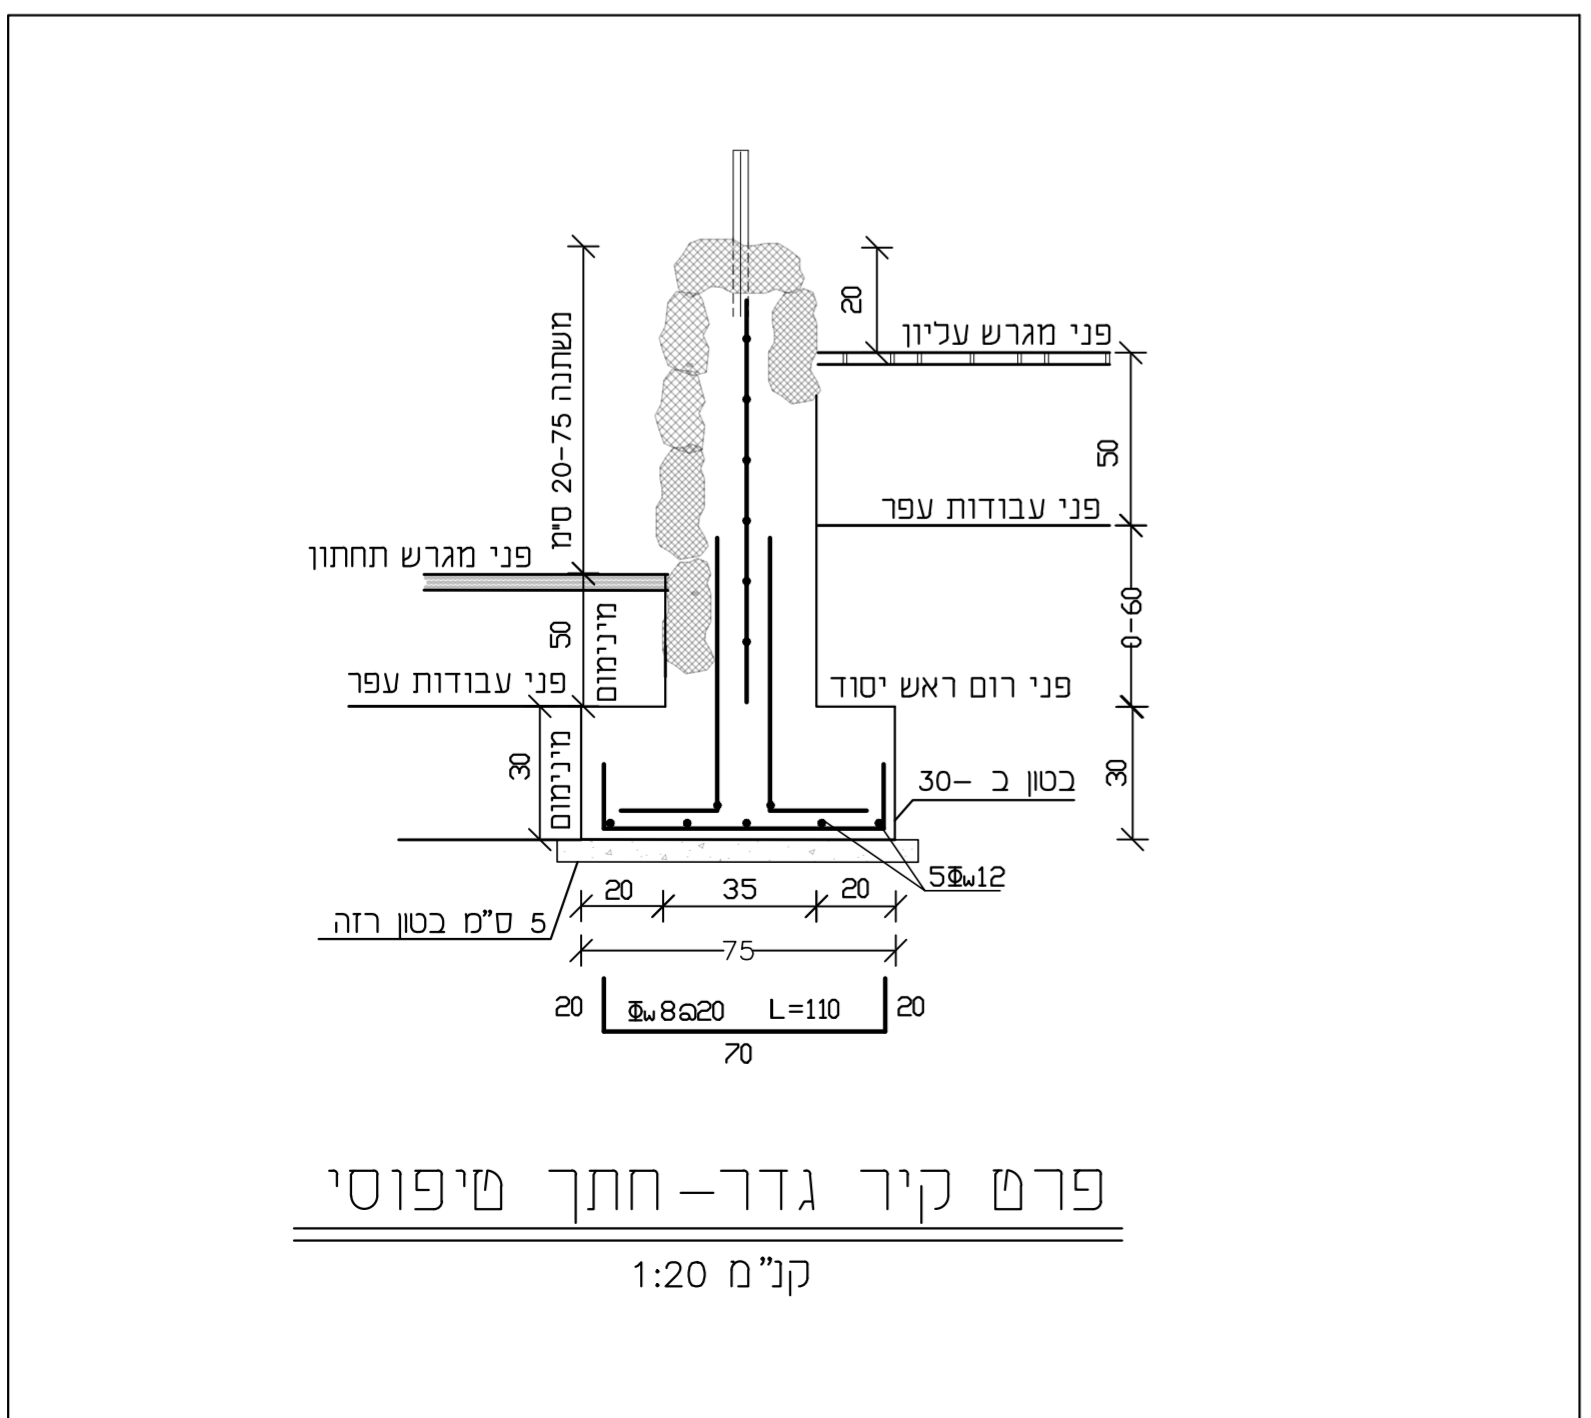 20
פני מגרש עליון
משתנה 20-75 ס"מ
50
פני עבודות עפר
פני מגרש תחתון
50
מינימום
0-60
פני עבודות עפר
פני רום ראש יסוד
30
מינימום
30
בטון ב -30
5Φw12
20 35 20
5 ס"מ בטון רזה
75
20 Φw8@20 L=110 20
70
פרט קיר גדר-חתך טיפוסי
קנ"מ 1:20